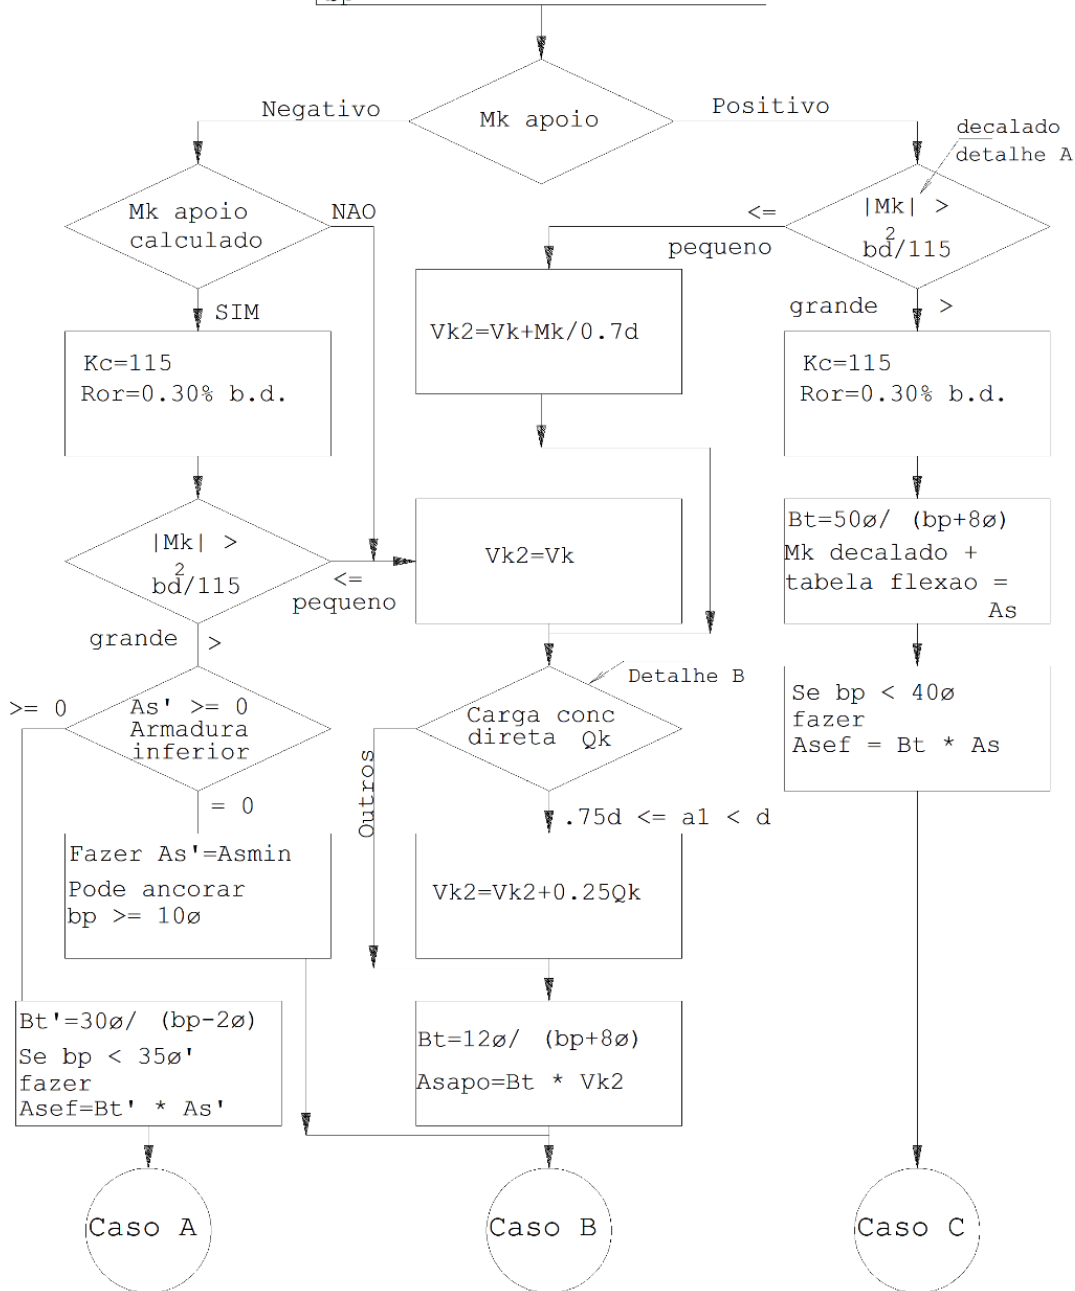 Mk apoio
Negativo
Positivo
decalado
detalhe A
Mk apoio
calculado
NAO
SIM
|Mk| >
bd²/115
<=
pequeno
grande
>
Vk2=Vk+Mk/0.7d
Kc=115
Ror=0.30% b.d.
Kc=115
Ror=0.30% b.d.
|Mk| >
bd²/115
<=
pequeno
grande
>
Vk2=Vk
Bt=50ø/ (bp+8ø)
Mk decalado +
tabela flexao =
As
Detalhe B
>= 0
As' >= 0
Armadura
inferior
= 0
Carga conc
direta Qk
Outros
.75d <= a1 < d
Se bp < 40ø
fazer
Asef = Bt * As
Fazer As'=Asmin
Pode ancorar
bp >= 10ø
Vk2=Vk2+0.25Qk
Bt'=30ø/ (bp-2ø)
Se bp < 35ø'
fazer
Asef=Bt' * As'
Bt=12ø/ (bp+8ø)
Asapo=Bt * Vk2
Caso A
Caso B
Caso C